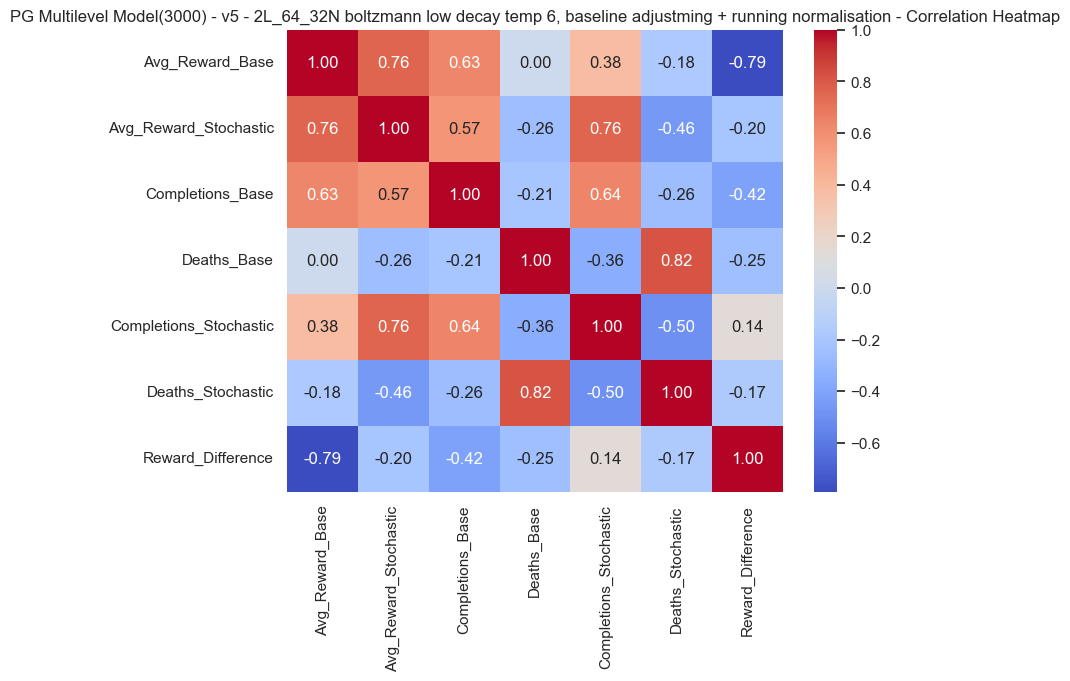 PG Multilevel Model(3000) - v5 - 2L_64_32N boltzmann low decay temp 6, baseline adjustming + running normalisation - Correlation Heatmap
Avg_Reward_Base 1.00 0.76 0.63 0.00 0.38 -0.18 -0.79
Avg_Reward_Stochastic 0.76 1.00 0.57 -0.26 0.76 -0.46 -0.20
Completions_Base 0.63 0.57 1.00 -0.21 0.64 -0.26 -0.42
Deaths_Base 0.00 -0.26 -0.21 1.00 -0.36 0.82 -0.25
Completions_Stochastic 0.38 0.76 0.64 -0.36 1.00 -0.50 0.14
Deaths_Stochastic -0.18 -0.46 -0.26 0.82 -0.50 1.00 -0.17
Reward_Difference -0.79 -0.20 -0.42 -0.25 0.14 -0.17 1.00
Avg_Reward_Base
Avg_Reward_Stochastic
Completions_Base
Deaths_Base
Completions_Stochastic
Deaths_Stochastic
Reward_Difference
1.0
0.8
0.6
0.4
0.2
0.0
-0.2
-0.4
-0.6